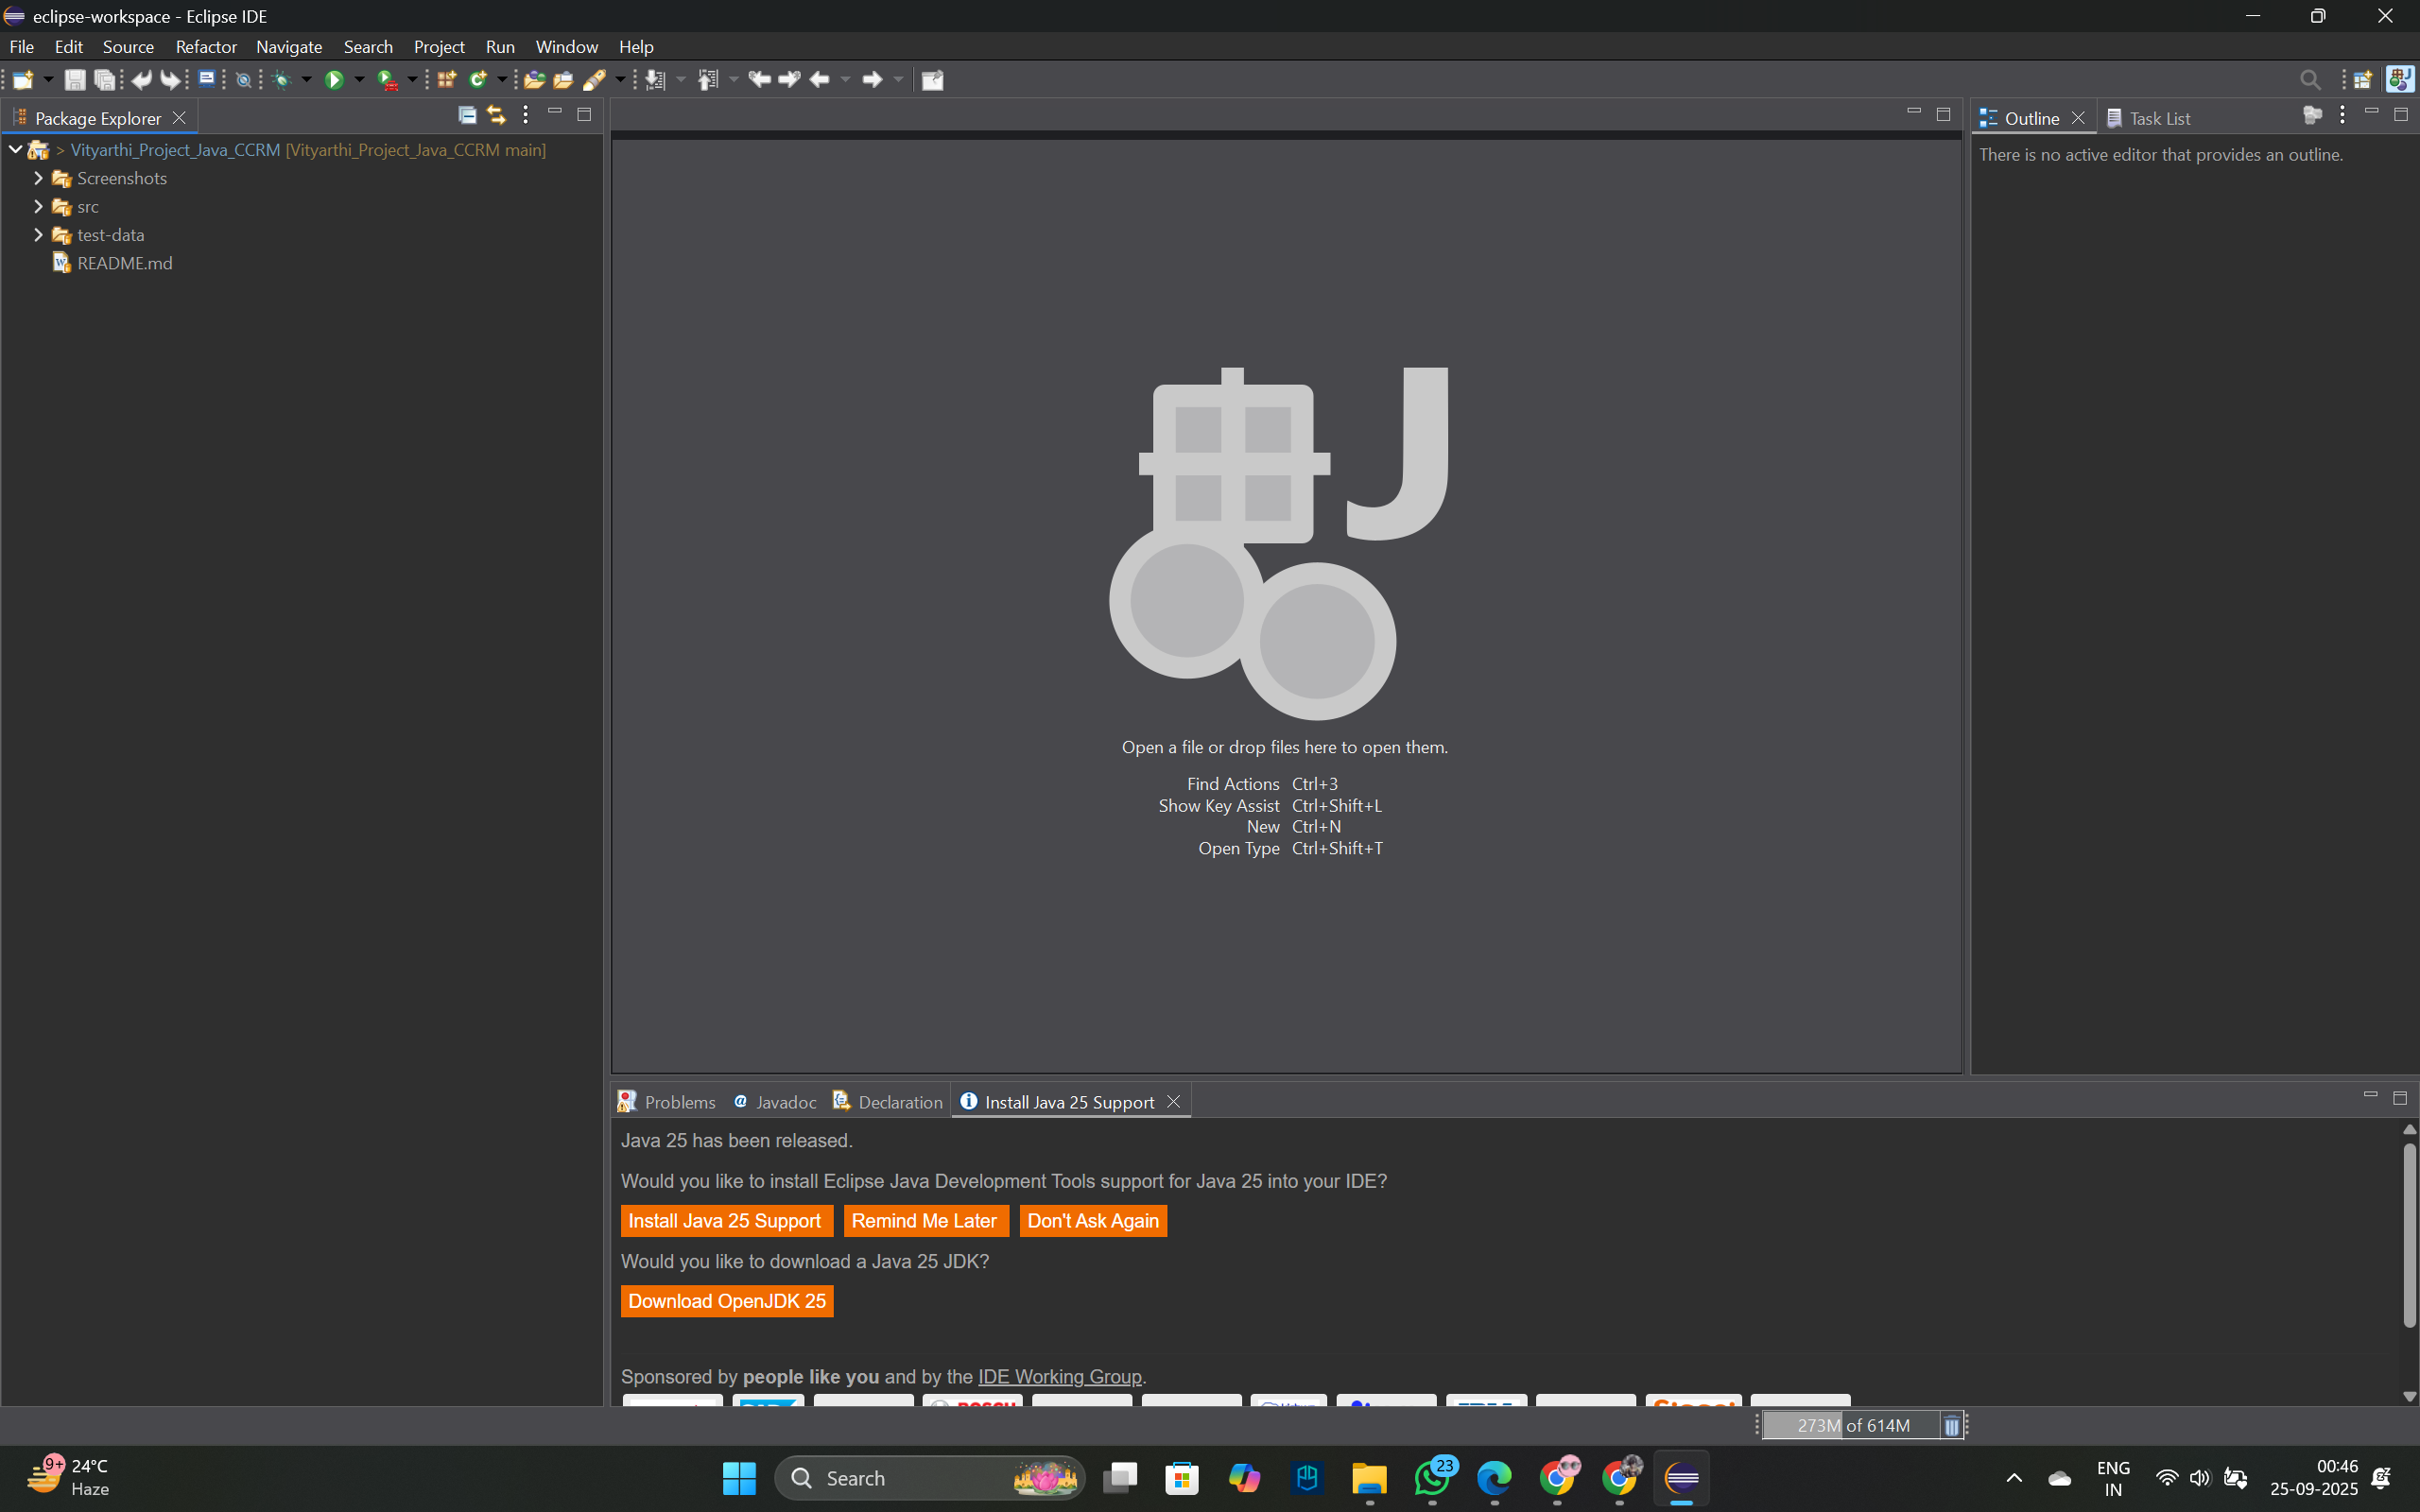 eclipse-workspace - Eclipse IDE
File Edit Source Refactor Navigate Search Project Run Window Help
Package Explorer
Outline Task List
> Vityarthi_Project_Java_CCRM [Vityarthi_Project_Java_CCRM main]
Screenshots
src
test-data
README.md
There is no active editor that provides an outline.
J
Open a file or drop files here to open them.
Find Actions Ctrl+3
Show Key Assist Ctrl+Shift+L
New Ctrl+N
Open Type Ctrl+Shift+T
Problems @ Javadoc Declaration Install Java 25 Support
Java 25 has been released.
Would you like to install Eclipse Java Development Tools support for Java 25 into your IDE?
Install Java 25 Support Remind Me Later Don't Ask Again
Would you like to download a Java 25 JDK?
Download OpenJDK 25
Sponsored by people like you and by the IDE Working Group.
BOSCH
273M of 614M
9+ 24°C
Haze
Search
23
ENG
IN
00:46
25-09-2025